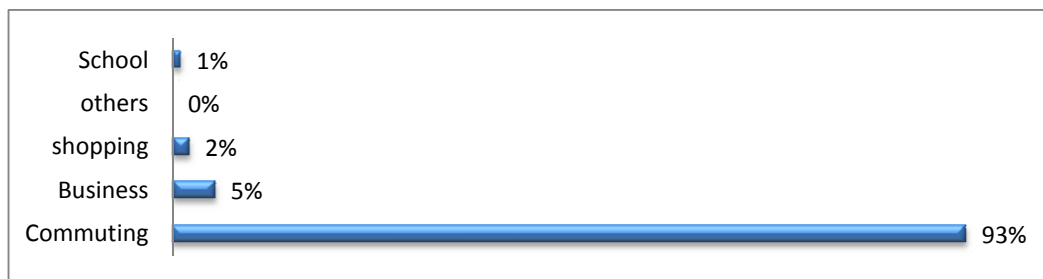 School 1%
others 0%
shopping 2%
Business 5%
Commuting 93%